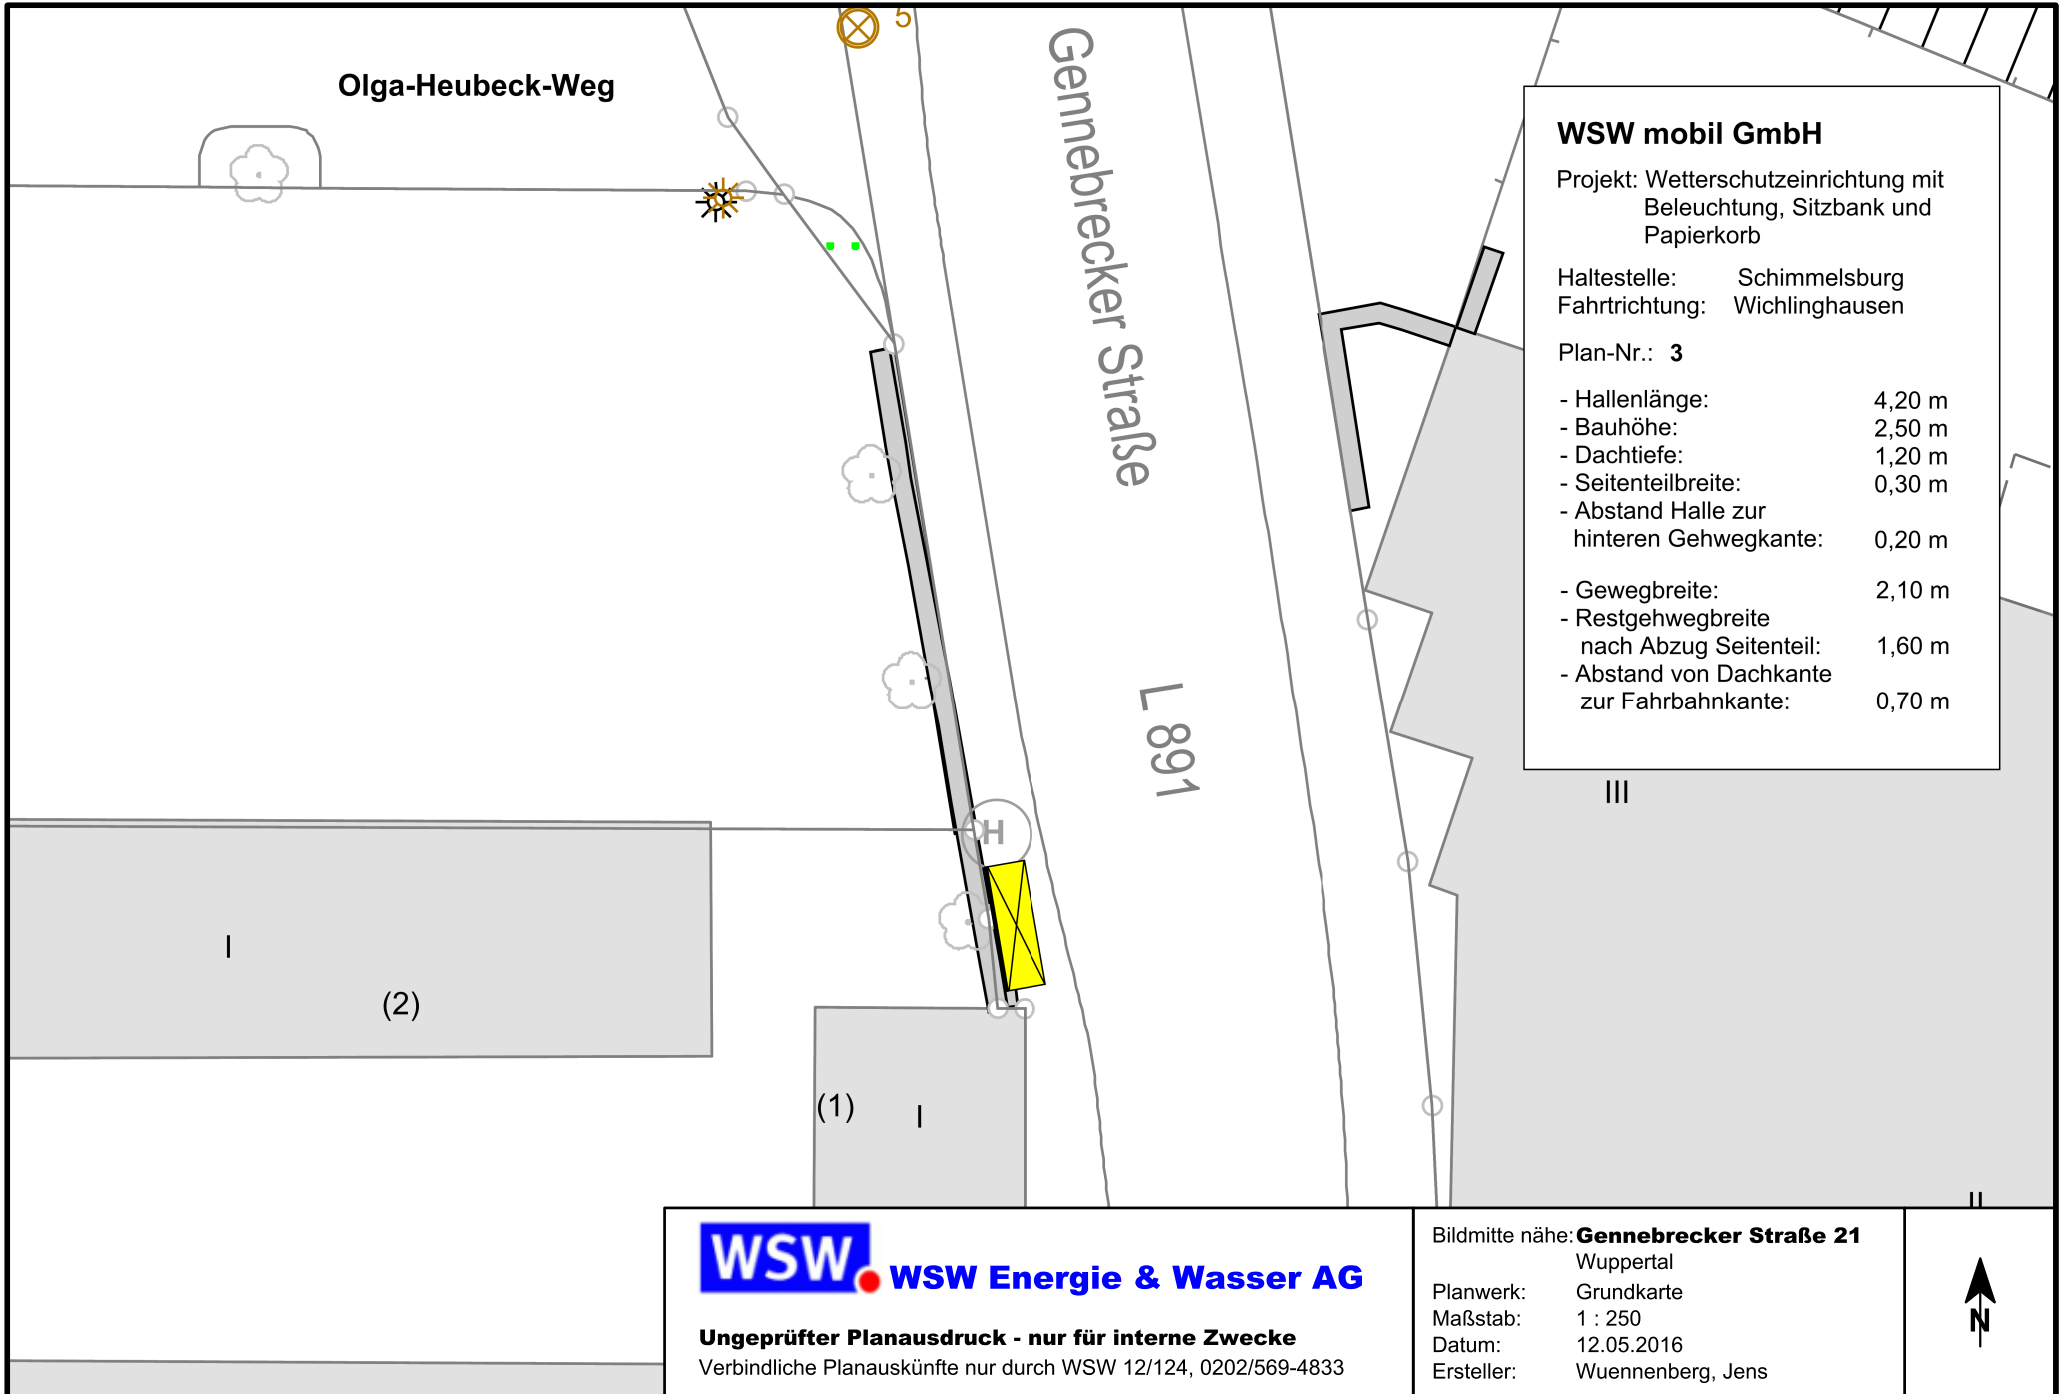 5
Olga-Heubeck-Weg
Gennebrecker Straße
L 891
H
I
(2)
(1)
I
III
II
WSW mobil GmbH
Projekt: Wetterschutzeinrichtung mit
Beleuchtung, Sitzbank und
Papierkorb
Haltestelle: Schimmelsburg
Fahrtrichtung: Wichlinghausen
Plan-Nr.: 3
- Hallenlänge: 4,20 m
- Bauhöhe: 2,50 m
- Dachtiefe: 1,20 m
- Seitenteilbreite: 0,30 m
- Abstand Halle zur
hinteren Gehwegkante: 0,20 m
- Gewegbreite: 2,10 m
- Restgehwegbreite
nach Abzug Seitenteil: 1,60 m
- Abstand von Dachkante
zur Fahrbahnkante: 0,70 m
WSW
WSW Energie & Wasser AG
Ungeprüfter Planausdruck - nur für interne Zwecke
Verbindliche Planauskünfte nur durch WSW 12/124, 0202/569-4833
Bildmitte nähe: Gennebrecker Straße 21
Wuppertal
Planwerk: Grundkarte
Maßstab: 1 : 250
Datum: 12.05.2016
Ersteller: Wuennenberg, Jens
N